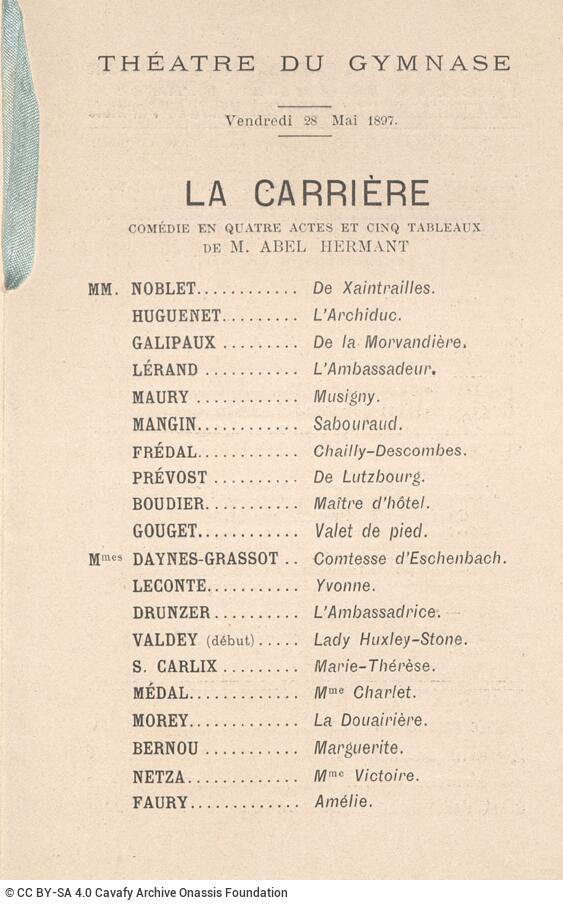 THÉATRE DU GYMNASE
Vendredi 28 Mai 1897.
LA CARRIÈRE
COMÉDIE EN QUATRE ACTES ET CINQ TABLEAUX
DE M. ABEL HERMANT
MM. NOBLET............ De Xaintrailles.
HUGUENET......... L'Archiduc.
GALIPAUX ......... De la Morvandière.
LÉRAND ........... L'Ambassadeur.
MAURY ............ Musigny.
MANGIN............ Sabouraud.
FRÉDAL............ Chailly-Descombes.
PRÉVOST .......... De Lutzbourg.
BOUDIER........... Maître d'hôtel.
GOUGET............ Valet de pied.
Mmes DAYNES-GRASSOT .. Comtesse d'Eschenbach.
LECONTE........... Yvonne.
DRUNZER.......... L'Ambassadrice.
VALDEY (début)..... Lady Huxley-Stone.
S. CARLIX ......... Marie-Thérèse.
MÉDAL............. Mme Charlet.
MOREY............. La Douairière.
BERNOU ........... Marguerite.
NETZA............. Mme Victoire.
FAURY............. Amélie.
© CC BY-SA 4.0 Cavafy Archive Onassis Foundation